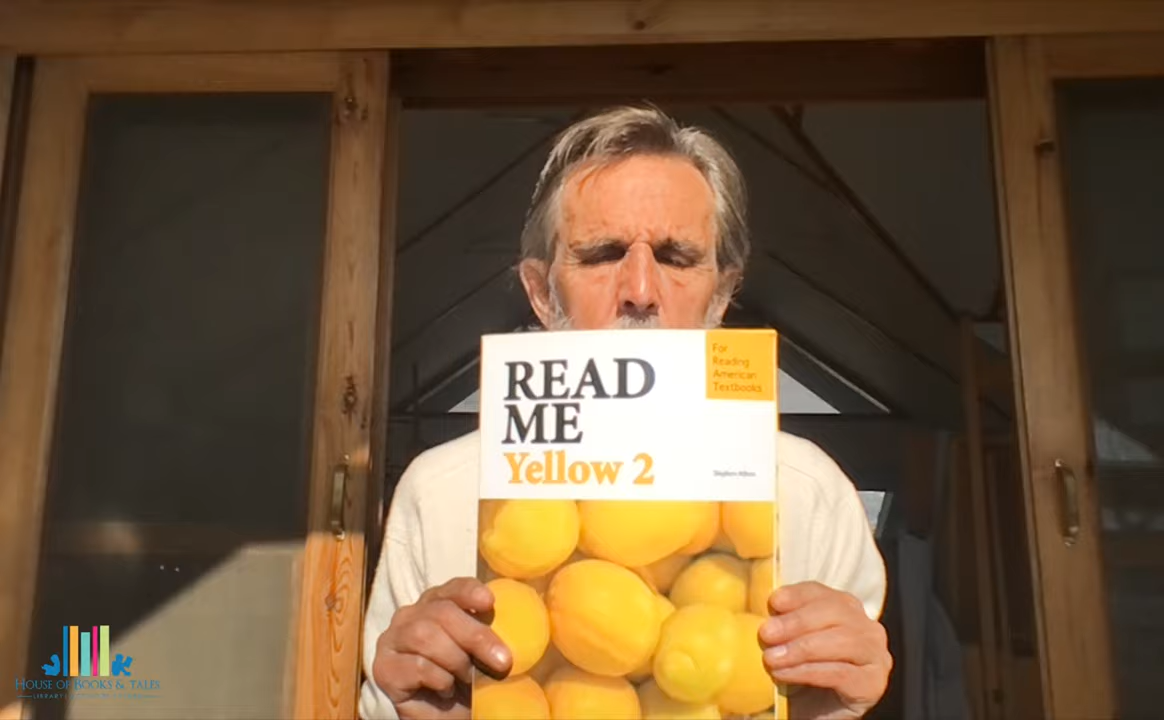 READ
ME
Yellow 2
For
Reading
American
Textbooks
HOUSE OF BOOKS & TALES